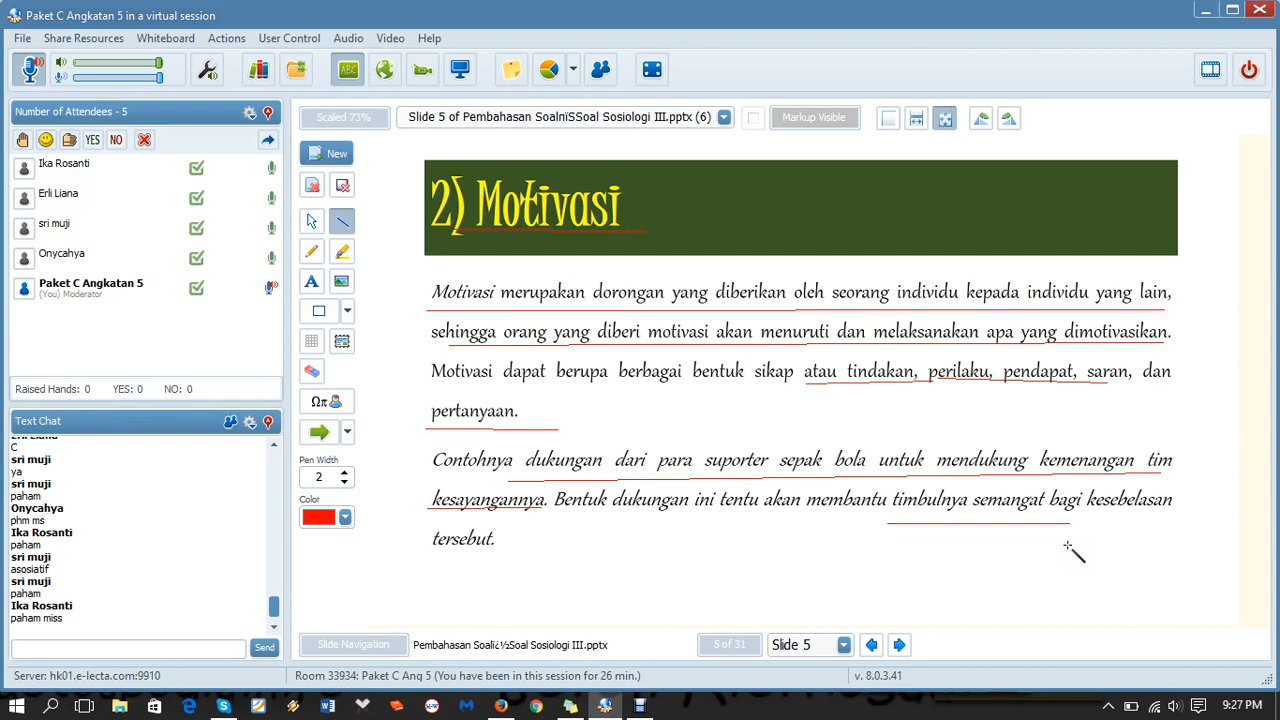 Paket C Angkatan 5 in a virtual session
File Share Resources Whiteboard Actions User Control Audio Video Help
Number of Attendees - 5
YES NO
Ika Rosanti
Erli Liana
sri muji
Onycahya
Paket C Angkatan 5
(You) Moderator
Raised Hands: 0 YES: 0 NO: 0
Text Chat
C
sri muji
ya
sri muji
paham
Onycahya
phm ms
Ika Rosanti
paham
sri muji
asosiatif
sri muji
paham
Ika Rosanti
paham miss
Send
Scaled 73%
Slide 5 of Pembahasan SoalпїЅSoal Sosiologi III.pptx (6)
Markup Visible
New
ABC
Ωπ
Pen Width
2
Color
2) Motivasi
Motivasi merupakan dorongan yang diberikan oleh seorang individu kepada individu yang lain,
sehingga orang yang diberi motivasi akan menuruti dan melaksanakan apa yang dimotivasikan.
Motivasi dapat berupa berbagai bentuk sikap atau tindakan, perilaku, pendapat, saran, dan
pertanyaan.
Contohnya dukungan dari para suporter sepak bola untuk mendukung kemenangan tim
kesayangannya. Bentuk dukungan ini tentu akan membantu timbulnya semangat bagi kesebelasan
tersebut.
Slide Navigation
Pembahasan Soalï¿½Soal Sosiologi III.pptx
5 of 31
Slide 5
Server: hk01.e-lecta.com:9910
Room 33934: Paket C Ang 5 (You have been in this session for 26 min.)
v. 8.0.3.41
9:27 PM